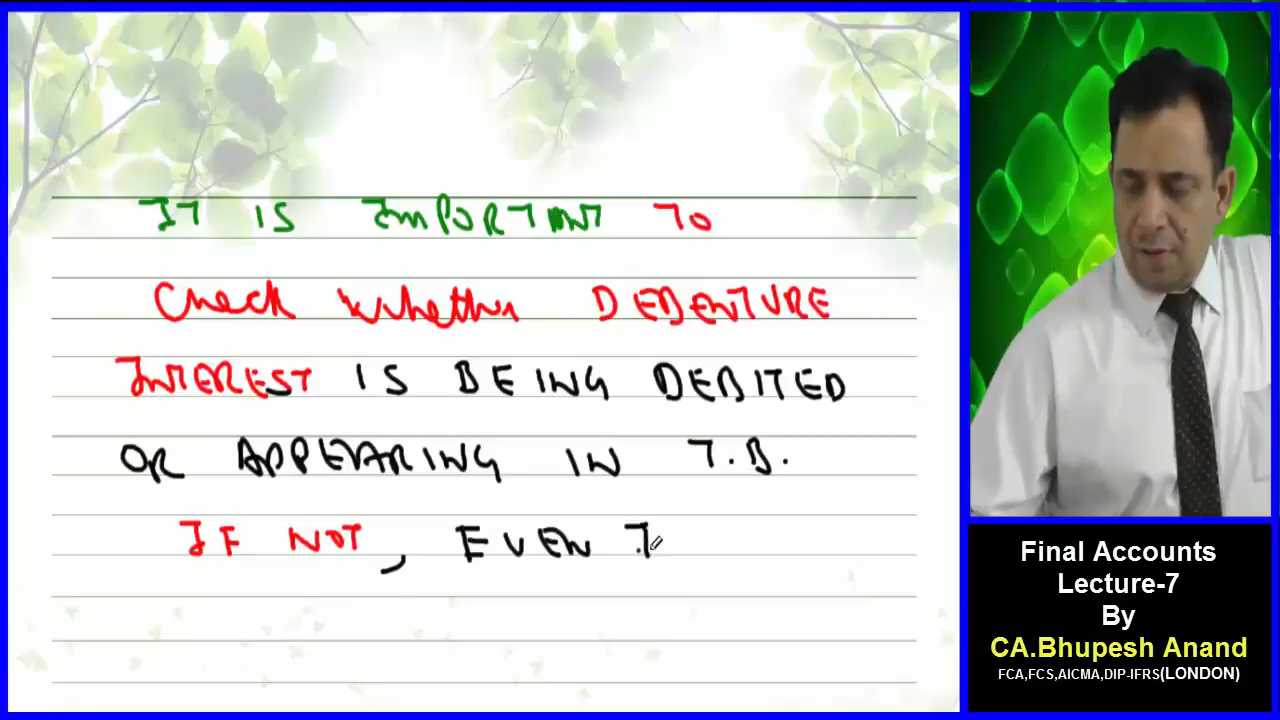 IT IS IMPORTANT TO
Check whether DEBENTURE
INTEREST IS BEING DEBITED
OR APPEARING IN T.B.
IF NOT, EVEN T
Final Accounts
Lecture-7
By
CA.Bhupesh Anand
FCA,FCS,AICMA,DIP-IFRS(LONDON)